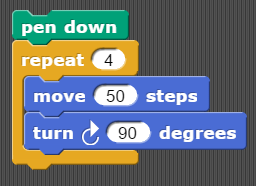 pen down
repeat 4
move 50 steps
turn ↻ 90 degrees